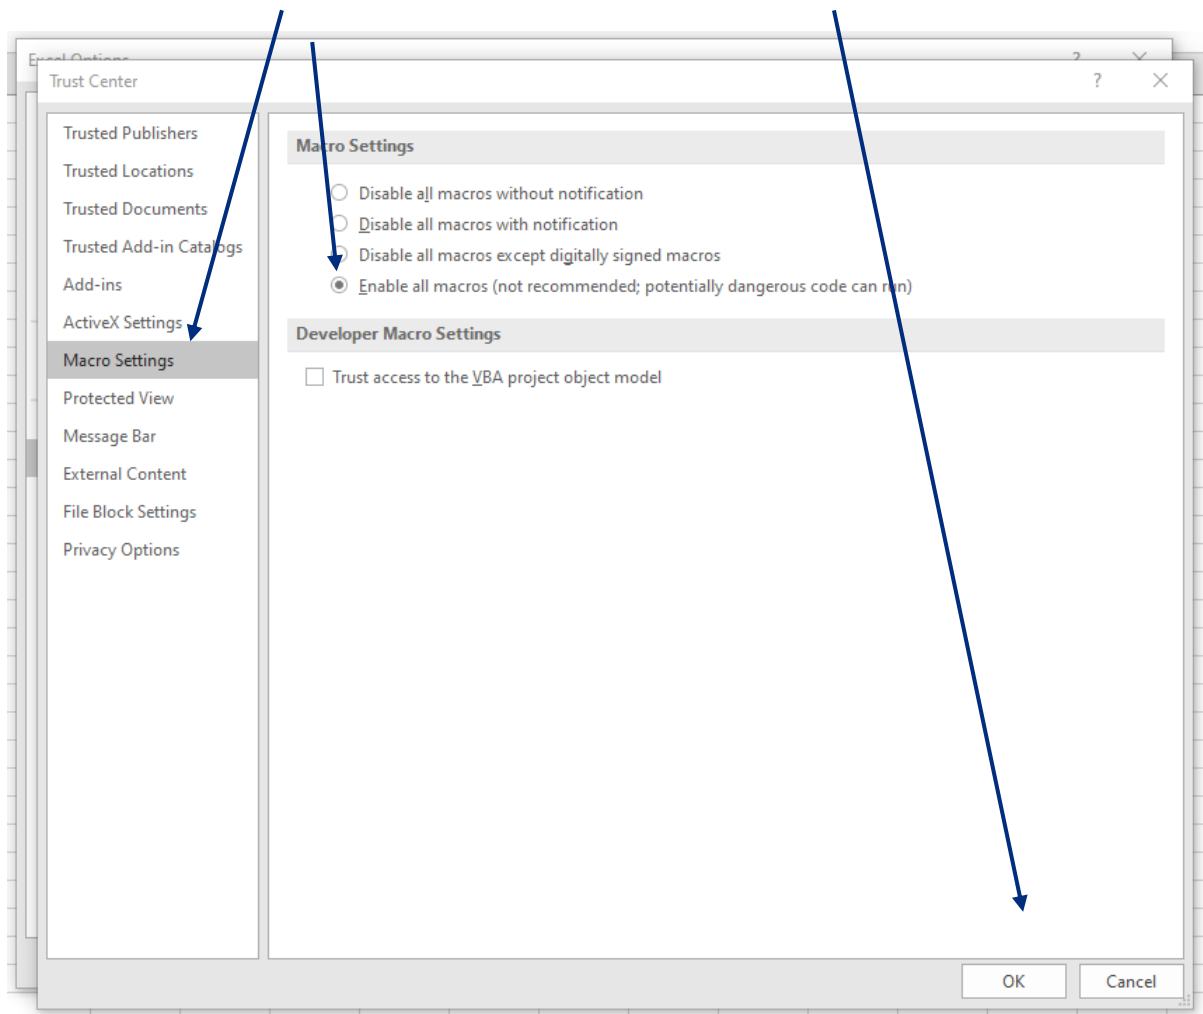 Excel Options ?
Trust Center ?
Trusted Publishers
Trusted Locations
Trusted Documents
Trusted Add-in Catalogs
Add-ins
ActiveX Settings
Macro Settings
Protected View
Message Bar
External Content
File Block Settings
Privacy Options
Macro Settings
Disable all macros without notification
Disable all macros with notification
Disable all macros except digitally signed macros
Enable all macros (not recommended; potentially dangerous code can run)
Developer Macro Settings
Trust access to the VBA project object model
OK
Cancel